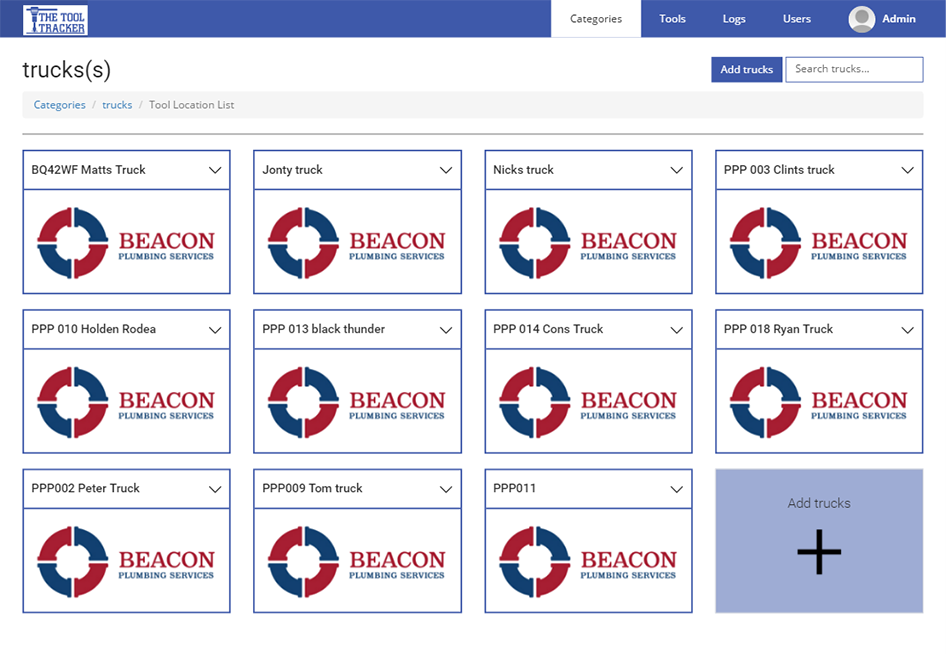 THE TOOL
TRACKER
Categories
Tools
Logs
Users
Admin
trucks(s)
Add trucks
Search trucks...
Categories / trucks / Tool Location List
BQ42WF Matts Truck
BEACON
PLUMBING SERVICES
Jonty truck
BEACON
PLUMBING SERVICES
Nicks truck
BEACON
PLUMBING SERVICES
PPP 003 Clints truck
BEACON
PLUMBING SERVICES
PPP 010 Holden Rodea
BEACON
PLUMBING SERVICES
PPP 013 black thunder
BEACON
PLUMBING SERVICES
PPP 014 Cons Truck
BEACON
PLUMBING SERVICES
PPP 018 Ryan Truck
BEACON
PLUMBING SERVICES
PPP002 Peter Truck
BEACON
PLUMBING SERVICES
PPP009 Tom truck
BEACON
PLUMBING SERVICES
PPP011
BEACON
PLUMBING SERVICES
Add trucks